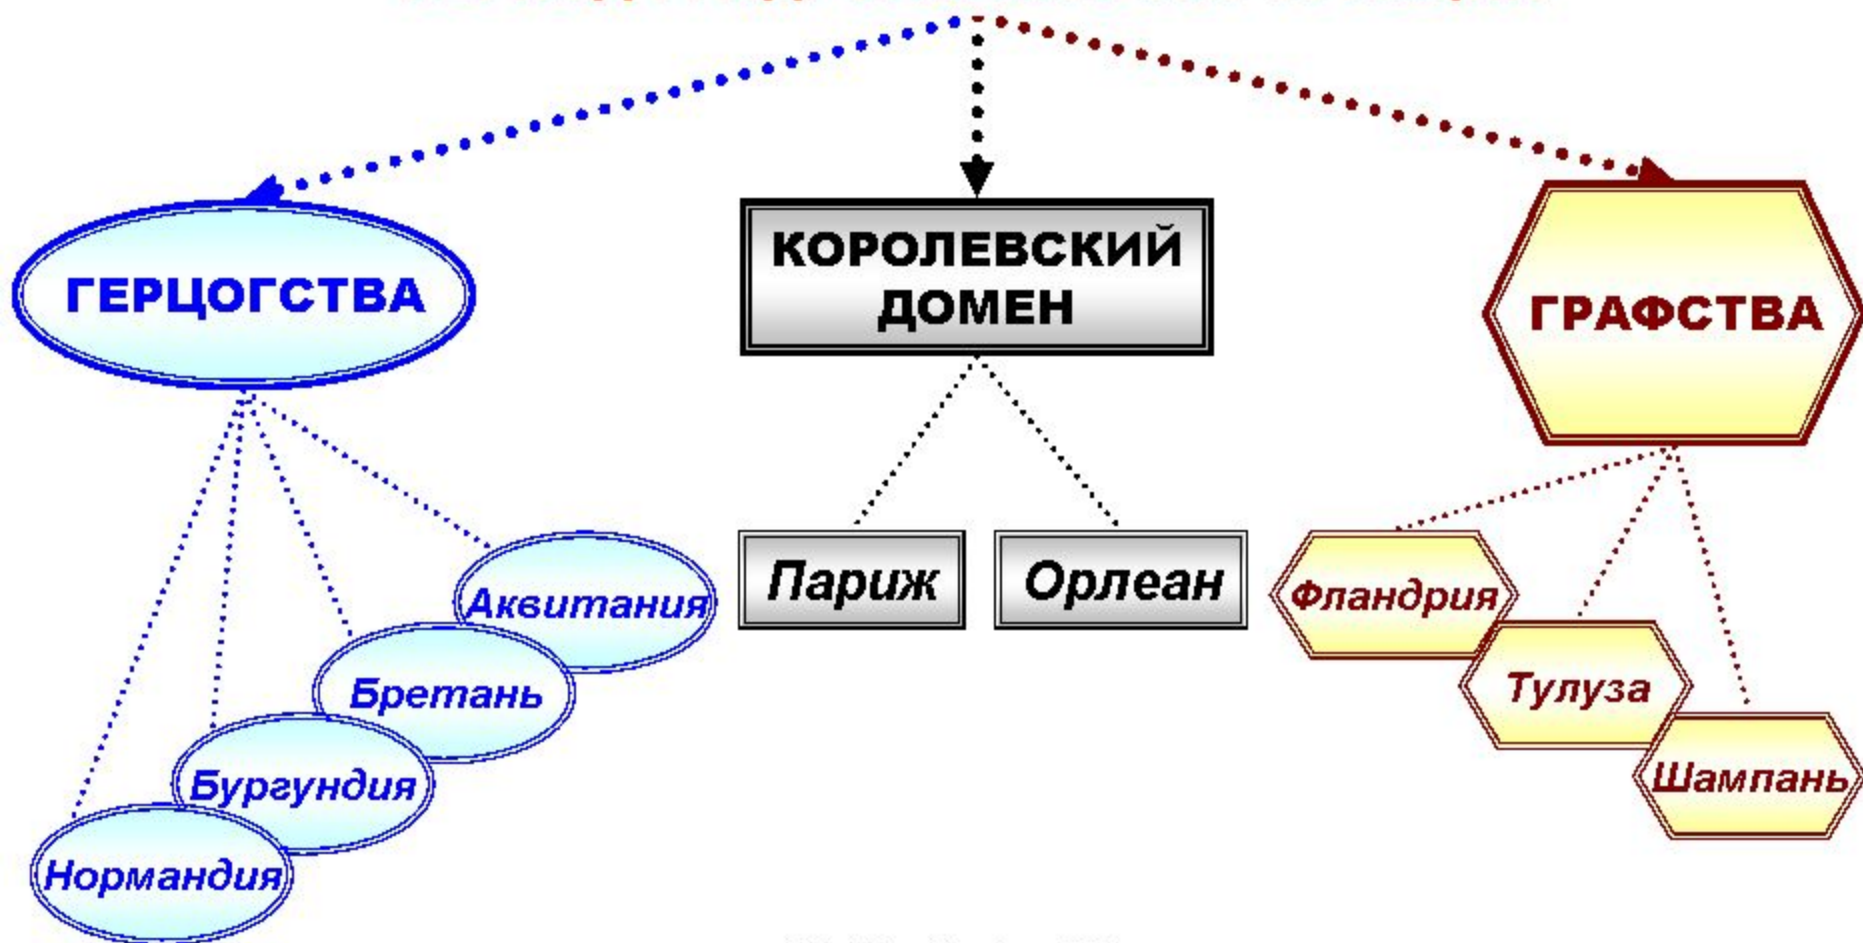 ГЕРЦОГСТВА
КОРОЛЕВСКИЙ
ДОМЕН
ГРАФСТВА
Аквитания
Бретань
Бургундия
Нормандия
Париж
Орлеан
Фландрия
Тулуза
Шампань